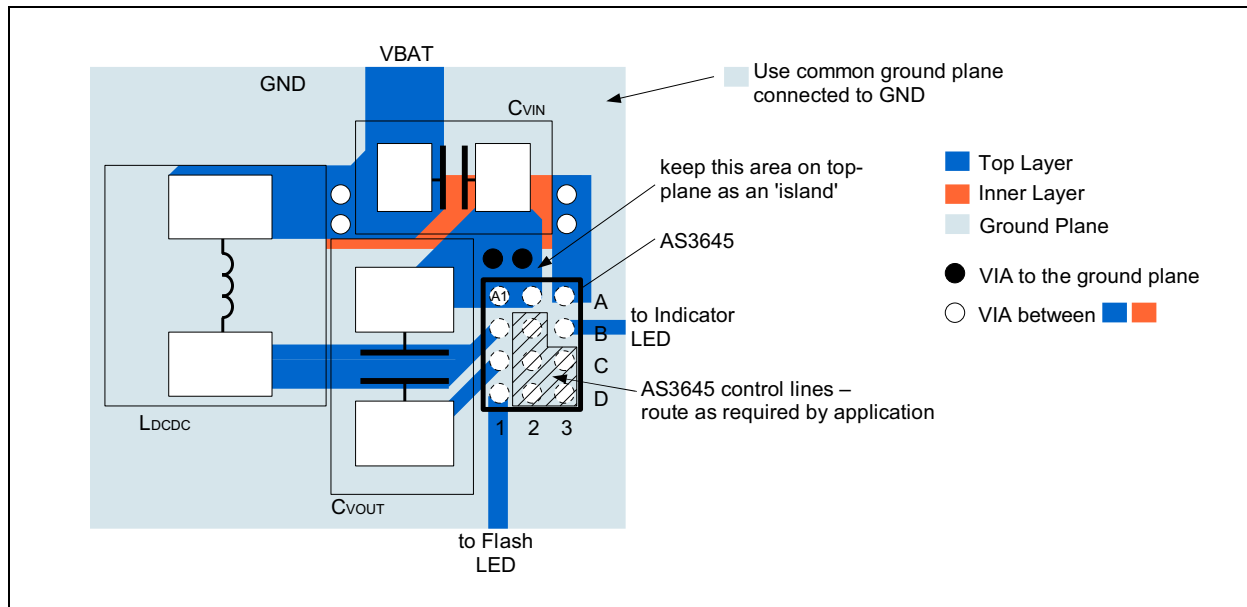 VBAT
GND
Use common ground plane
connected to GND
CVIN
keep this area on top-
plane as an 'island'
Top Layer
Inner Layer
Ground Plane
AS3645
VIA to the ground plane
VIA between
A1
A
B
C
D
to Indicator
LED
AS3645 control lines –
route as required by application
1 2 3
LDCDC
CVOUT
to Flash
LED